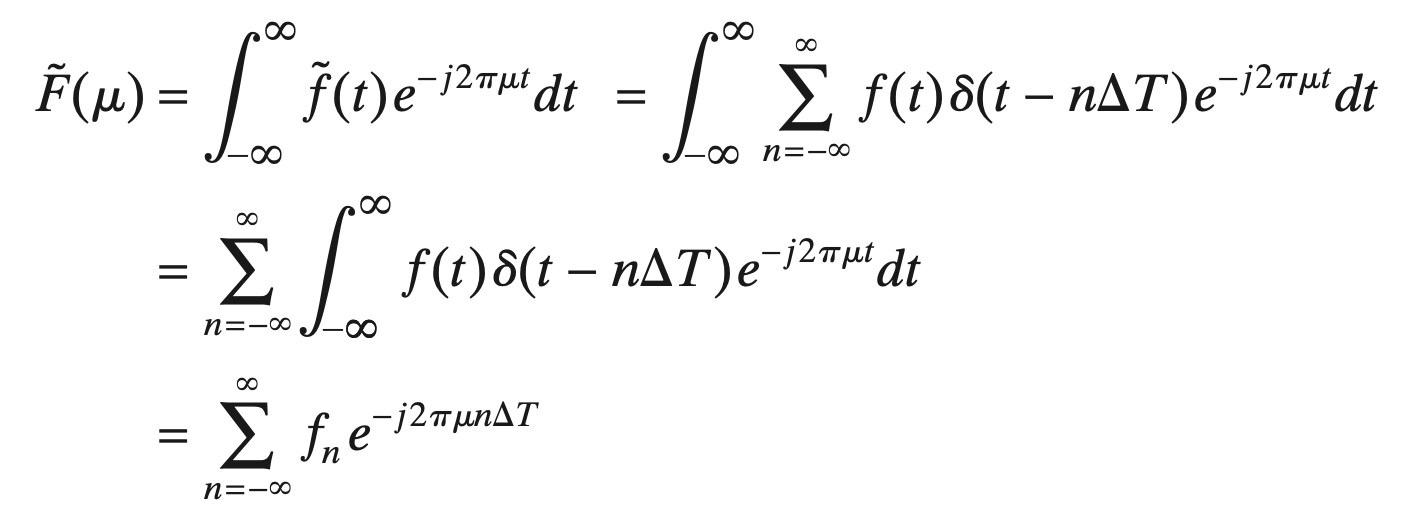 F̃(μ) = ∫_{−∞}^{∞} f̃(t) e^{−j2πμt} dt = ∫_{−∞}^{∞} ∑_{n=−∞}^{∞} f(t) δ(t − nΔT) e^{−j2πμt} dt
= ∑_{n=−∞}^{∞} ∫_{−∞}^{∞} f(t) δ(t − nΔT) e^{−j2πμt} dt
= ∑_{n=−∞}^{∞} f_n e^{−j2πμnΔT}